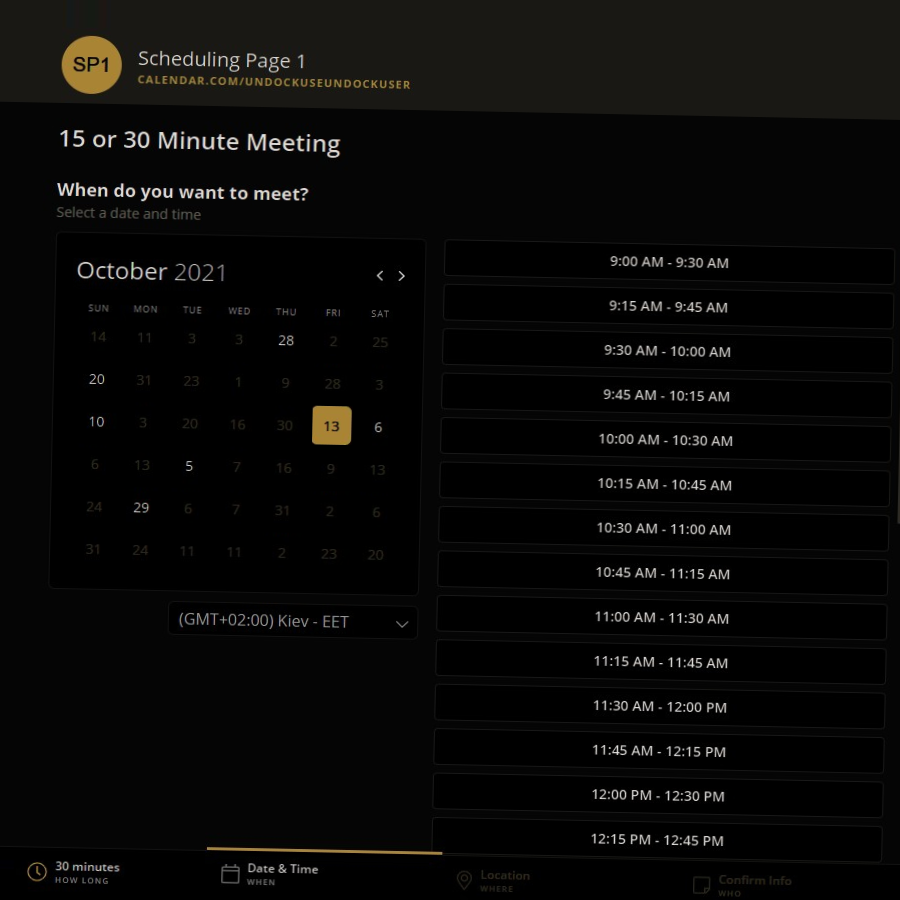 SP1
Scheduling Page 1
CALENDAR.COM/UNDOCKUSEUNDOCKUSER
15 or 30 Minute Meeting
When do you want to meet?
Select a date and time
October 2021
SUN MON TUE WED THU FRI SAT
14 11 3 3 28 2 25
20 31 23 1 9 28 3
10 3 20 16 30 13 6
6 13 5 7 16 9 13
24 29 6 7 31 2 6
31 24 11 11 2 23 20
(GMT+02:00) Kiev - EET
9:00 AM - 9:30 AM
9:15 AM - 9:45 AM
9:30 AM - 10:00 AM
9:45 AM - 10:15 AM
10:00 AM - 10:30 AM
10:15 AM - 10:45 AM
10:30 AM - 11:00 AM
10:45 AM - 11:15 AM
11:00 AM - 11:30 AM
11:15 AM - 11:45 AM
11:30 AM - 12:00 PM
11:45 AM - 12:15 PM
12:00 PM - 12:30 PM
12:15 PM - 12:45 PM
30 minutes
HOW LONG
Date & Time
WHEN
Location
WHERE
Confirm Info
WHO